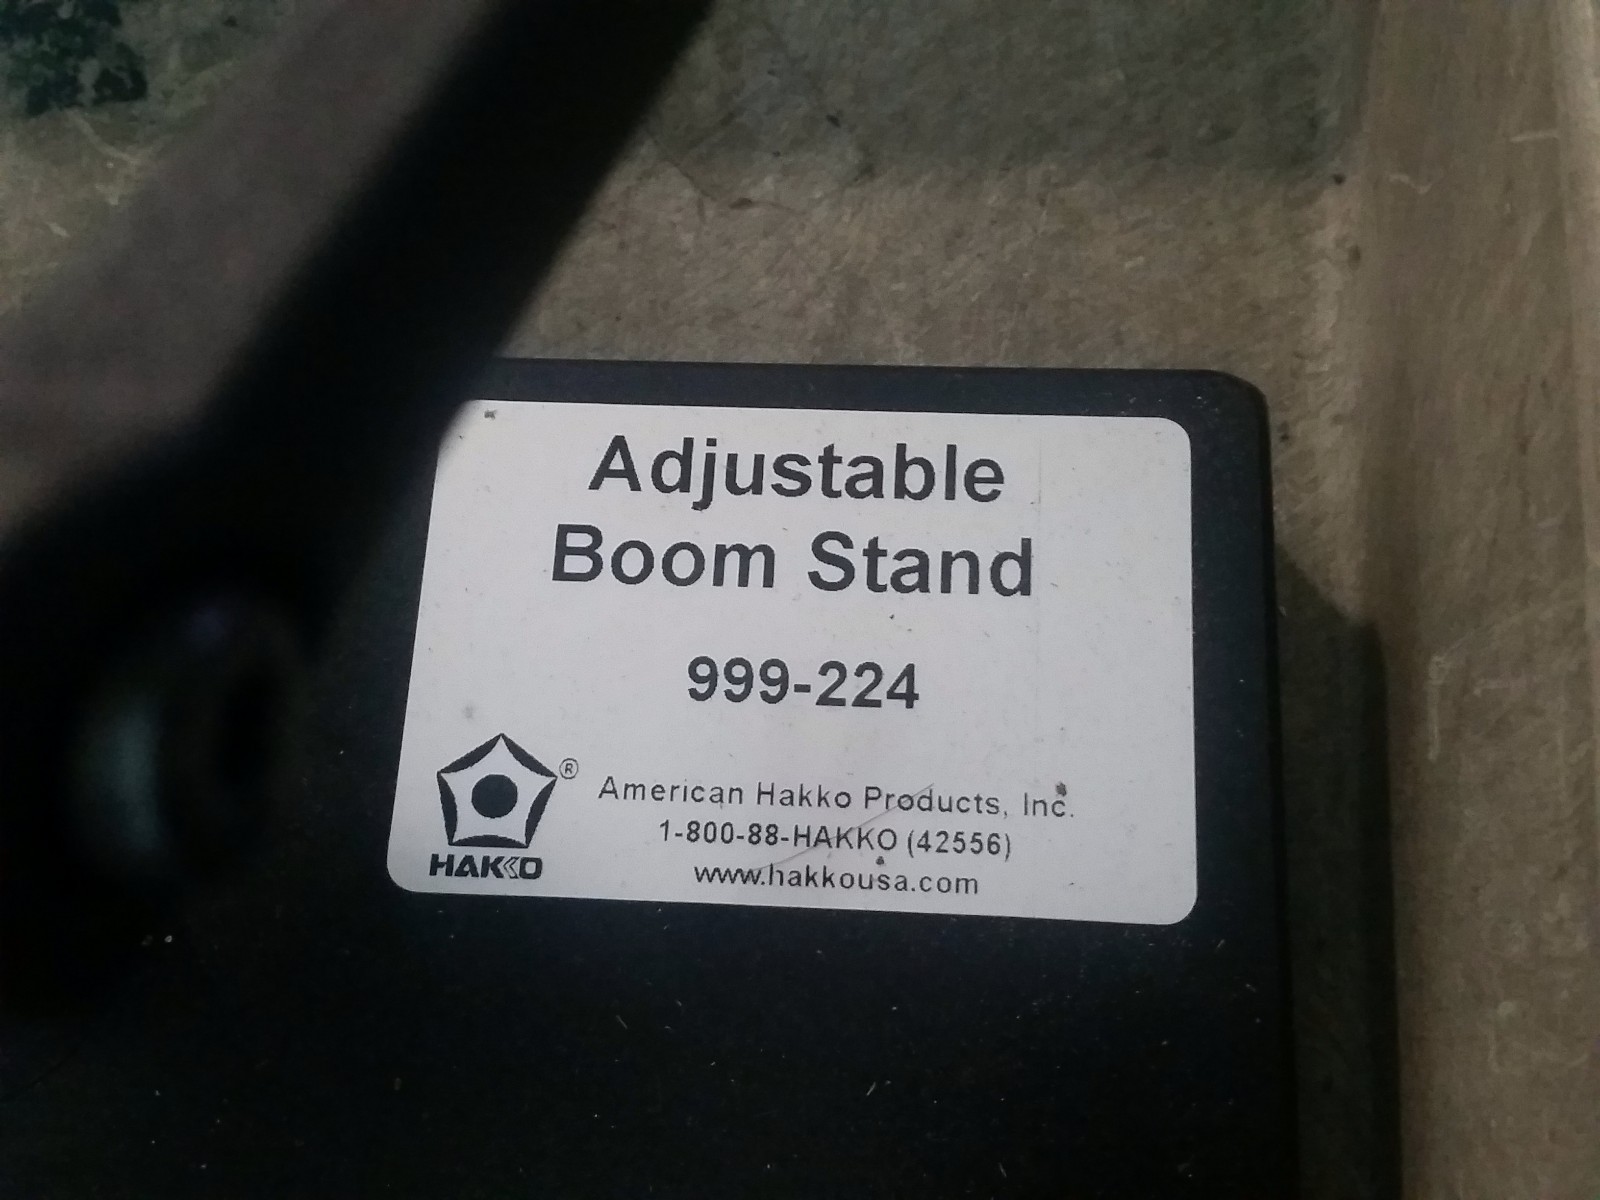 Adjustable
Boom Stand
999-224
®
HAKKO
American Hakko Products, Inc.
1-800-88-HAKKO (42556)
www.hakkousa.com